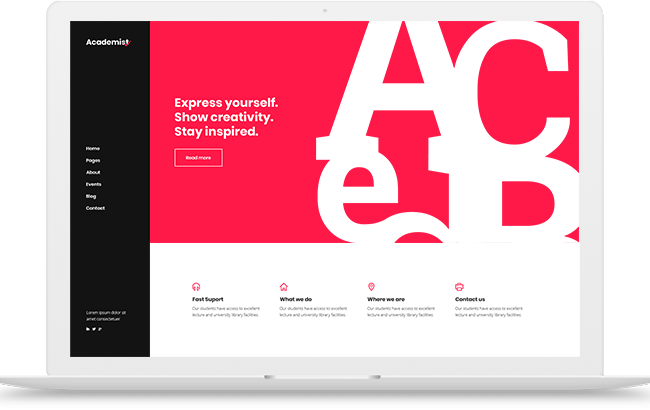 Academist
Home
Pages
About
Events
Blog
Contact
Lorem ipsum dolor sit
amet consectetuer
Express yourself.
Show creativity.
Stay inspired.
Read more
A C
e B
Fast Suport
Our students have access to excellent
lecture and university library facilities
What we do
Our students have access to excellent
lecture and university library facilities
Where we are
Our students have access to excellent
lecture and university library facilities
Contact us
Our students have access to excellent
lecture and university library facilities